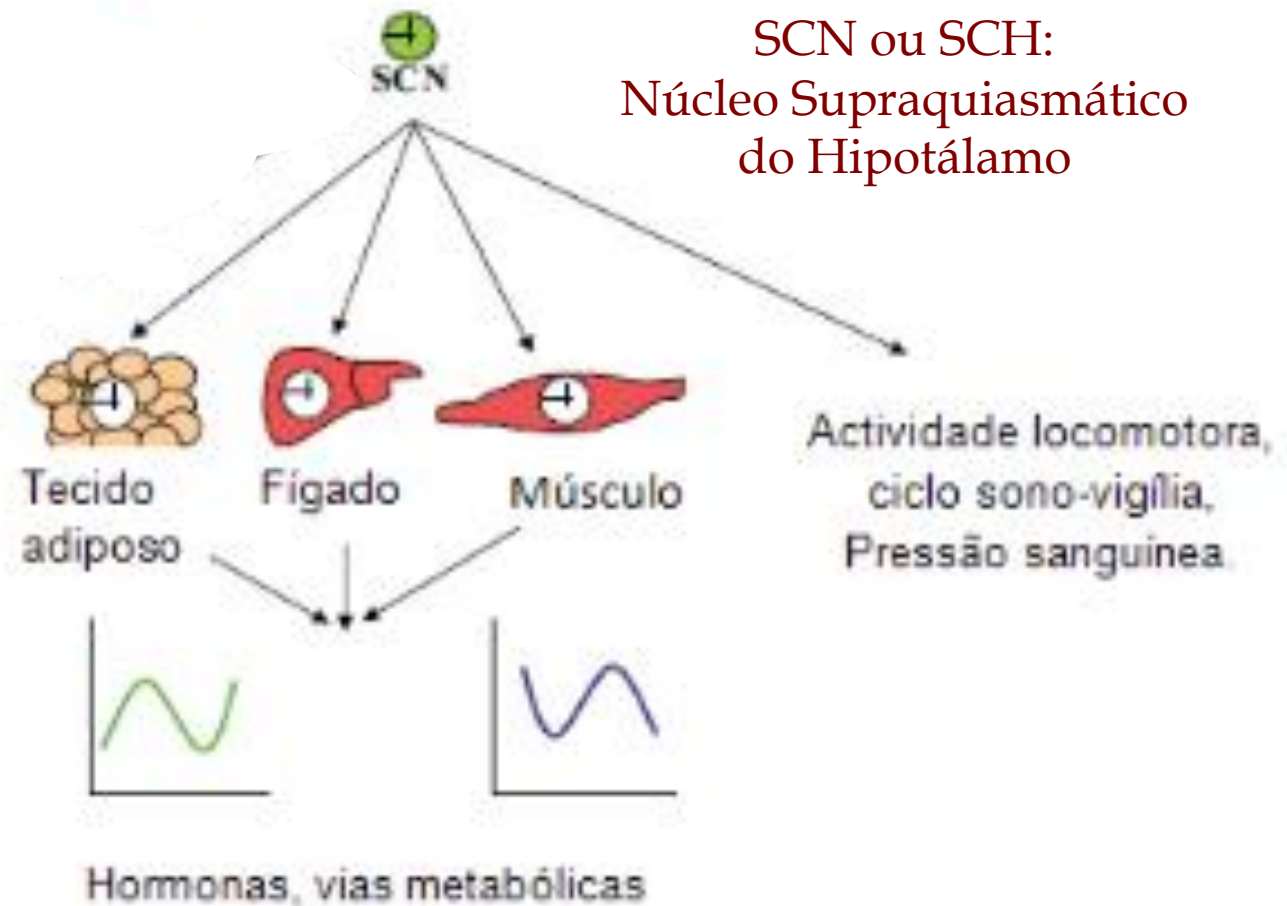 SCN
SCN ou SCH:
Núcleo Supraquiasmático
do Hipotálamo
Tecido
adiposo
Fígado
Músculo
Actividade locomotora,
ciclo sono-vigília,
Pressão sanguinea.
Hormonas, vias metabólicas